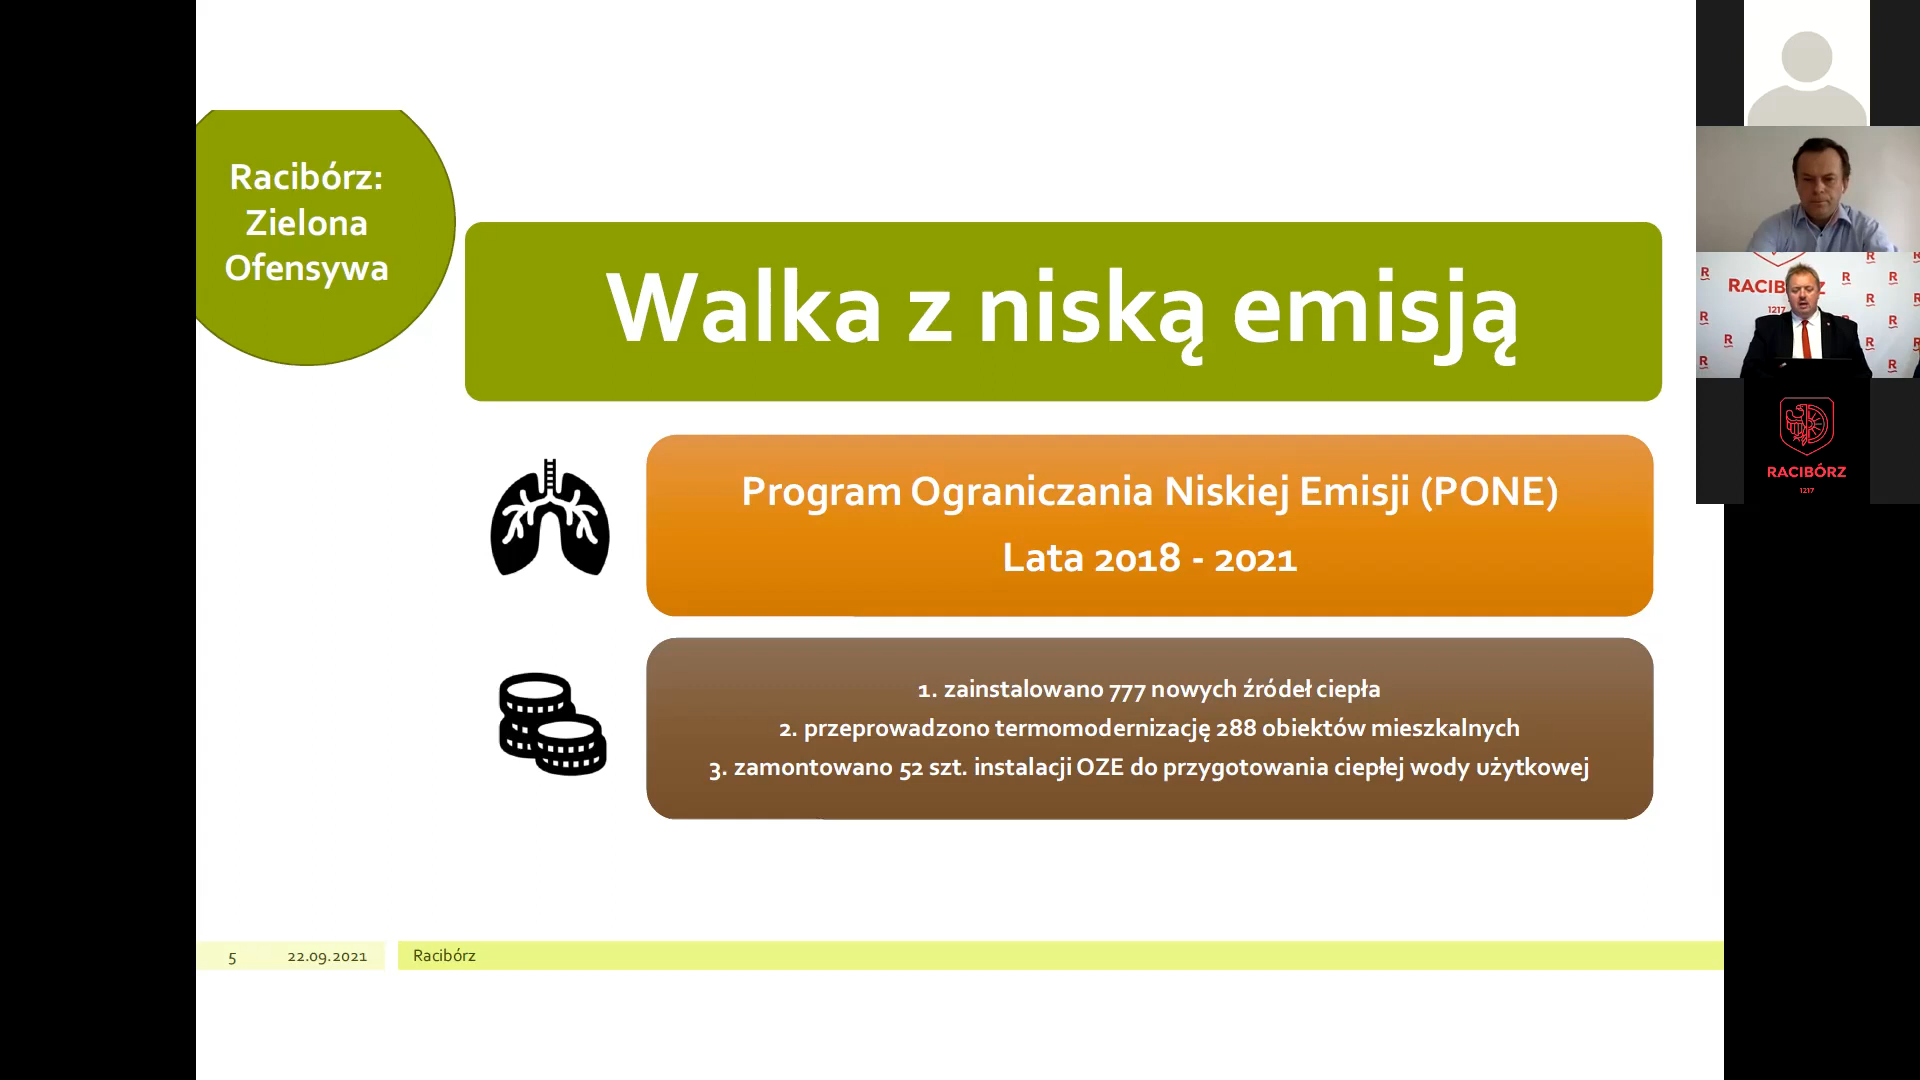 Racibórz:
Zielona
Ofensywa
Walka z niską emisją
Program Ograniczania Niskiej Emisji (PONE)
Lata 2018 - 2021
1. zainstalowano 777 nowych źródeł ciepła
2. przeprowadzono termomodernizację 288 obiektów mieszkalnych
3. zamontowano 52 szt. instalacji OZE do przygotowania ciepłej wody użytkowej
5
22.09.2021
Racibórz
RACIB Z
1217
R
R
R
R
R
R
R
R
R
R
R
R
R
RACIBÓRZ
1217